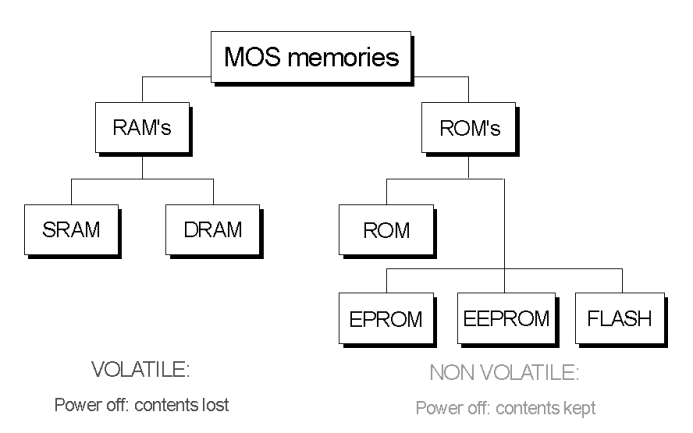 MOS memories
RAM's
ROM's
SRAM
DRAM
ROM
EPROM
EEPROM
FLASH
VOLATILE:
Power off: contents lost
NON VOLATILE:
Power off: contents kept